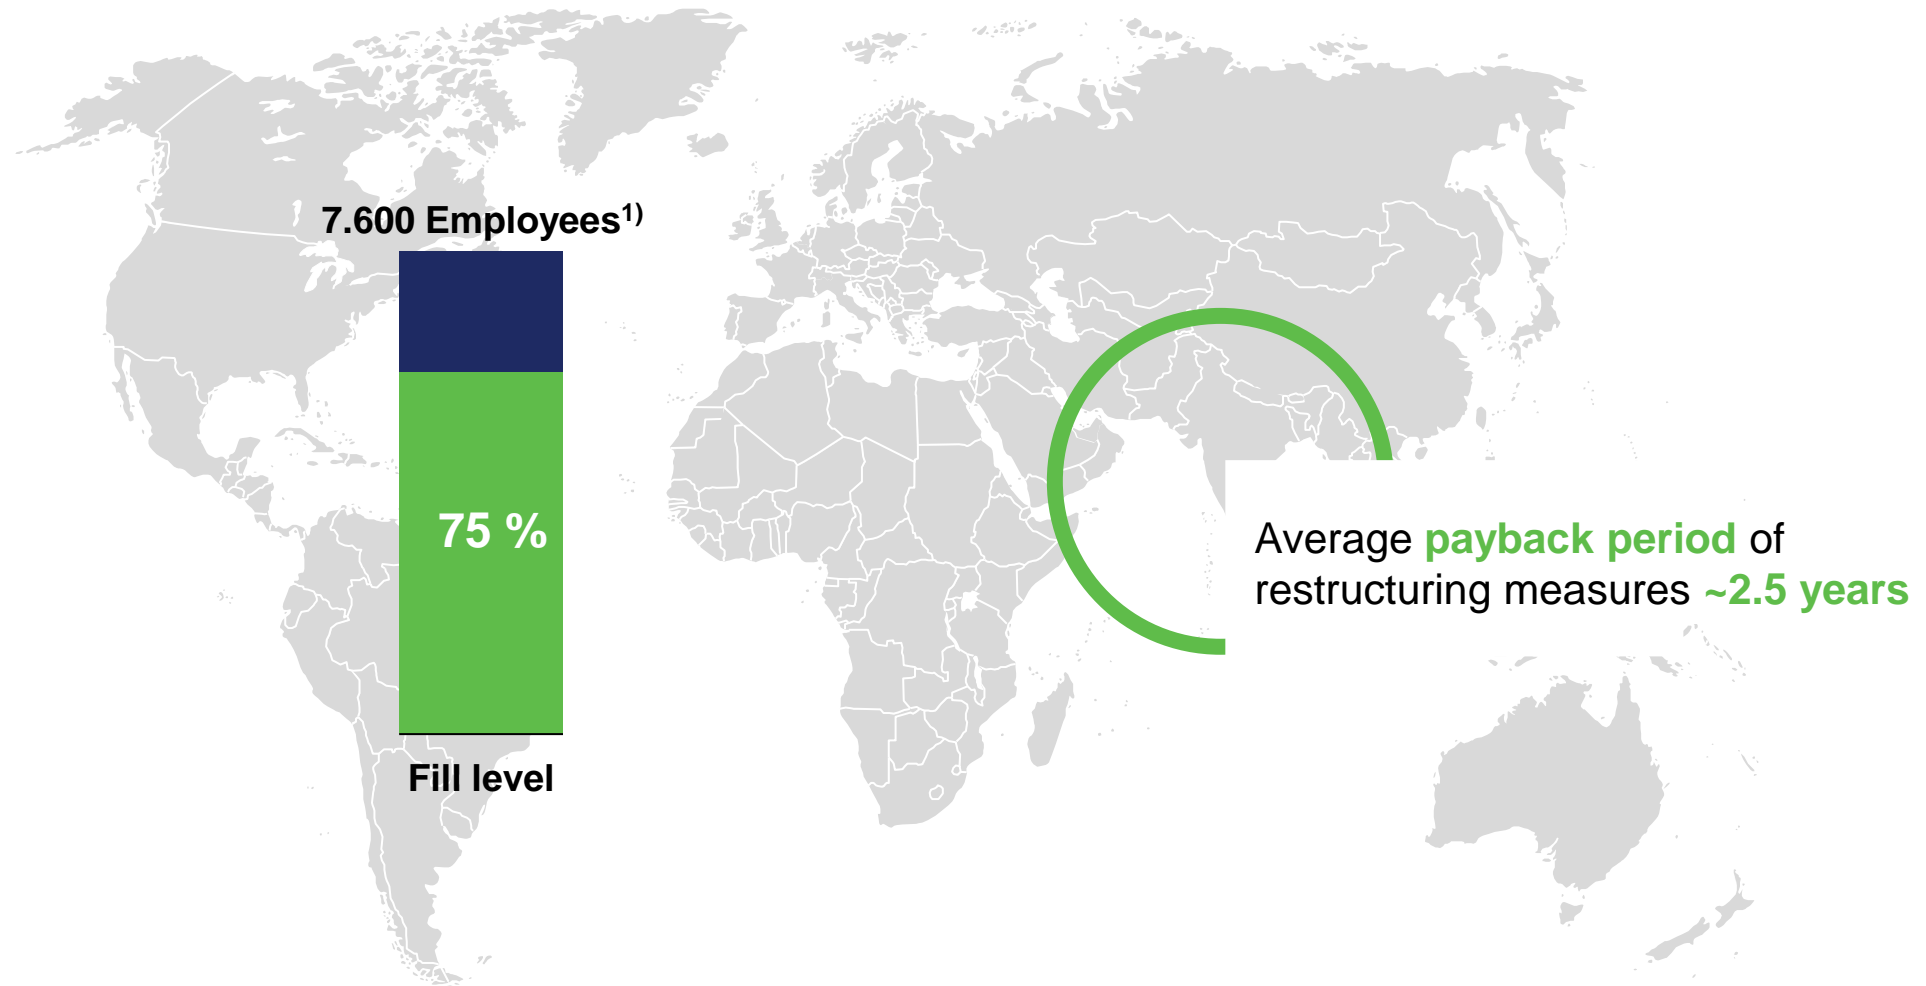 7.600 Employees1)
75 %
Fill level
Average payback period of
restructuring measures ~2.5 years